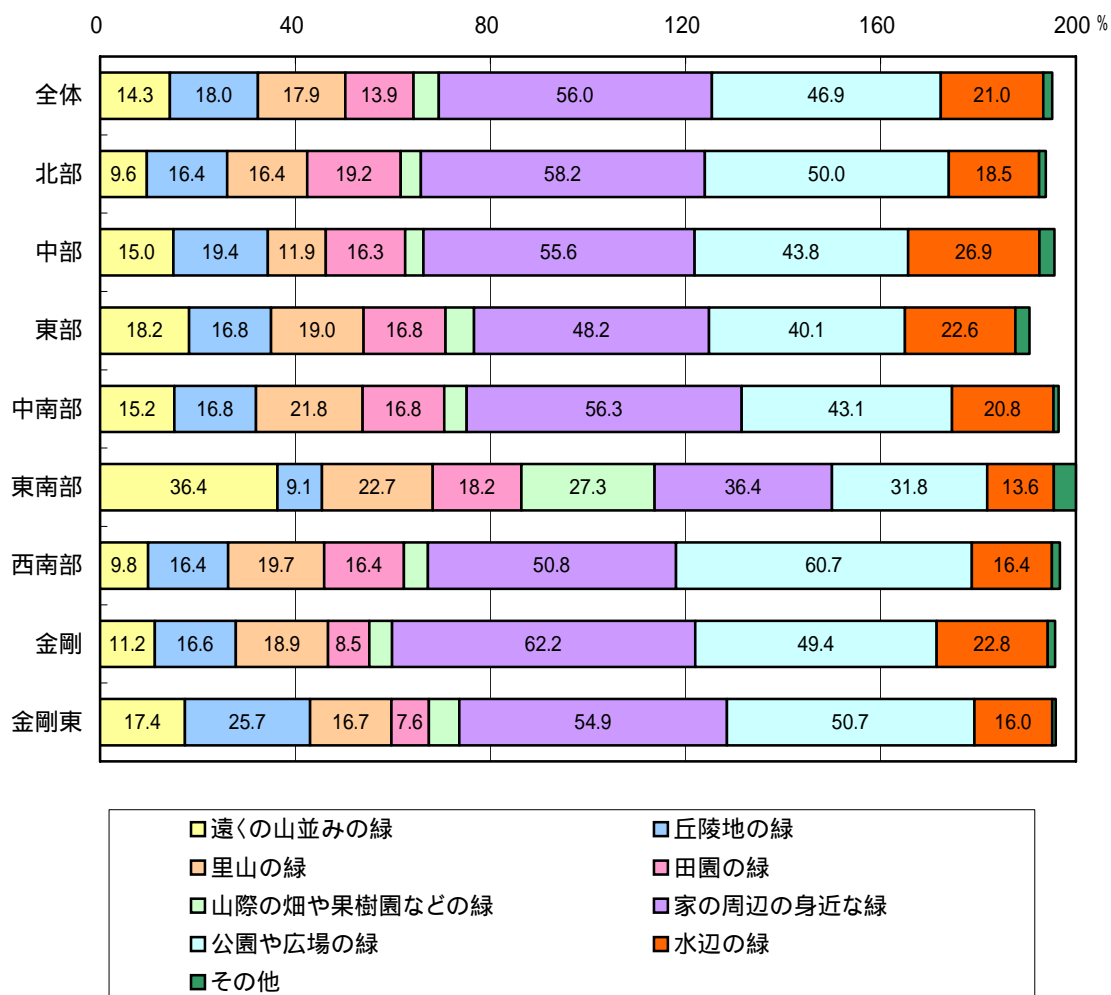 0 40 80 120 160 200 %
全体 14.3 18.0 17.9 13.9 56.0 46.9 21.0
北部 9.6 16.4 16.4 19.2 58.2 50.0 18.5
中部 15.0 19.4 11.9 16.3 55.6 43.8 26.9
東部 18.2 16.8 19.0 16.8 48.2 40.1 22.6
中南部 15.2 16.8 21.8 16.8 56.3 43.1 20.8
東南部 36.4 9.1 22.7 18.2 27.3 36.4 31.8 13.6
西南部 9.8 16.4 19.7 16.4 50.8 60.7 16.4
金剛 11.2 16.6 18.9 8.5 62.2 49.4 22.8
金剛東 17.4 25.7 16.7 7.6 54.9 50.7 16.0
遠くの山並みの緑 丘陵地の緑
里山の緑 田園の緑
山際の畑や果樹園などの緑 家の周辺の身近な緑
公園や広場の緑 水辺の緑
その他